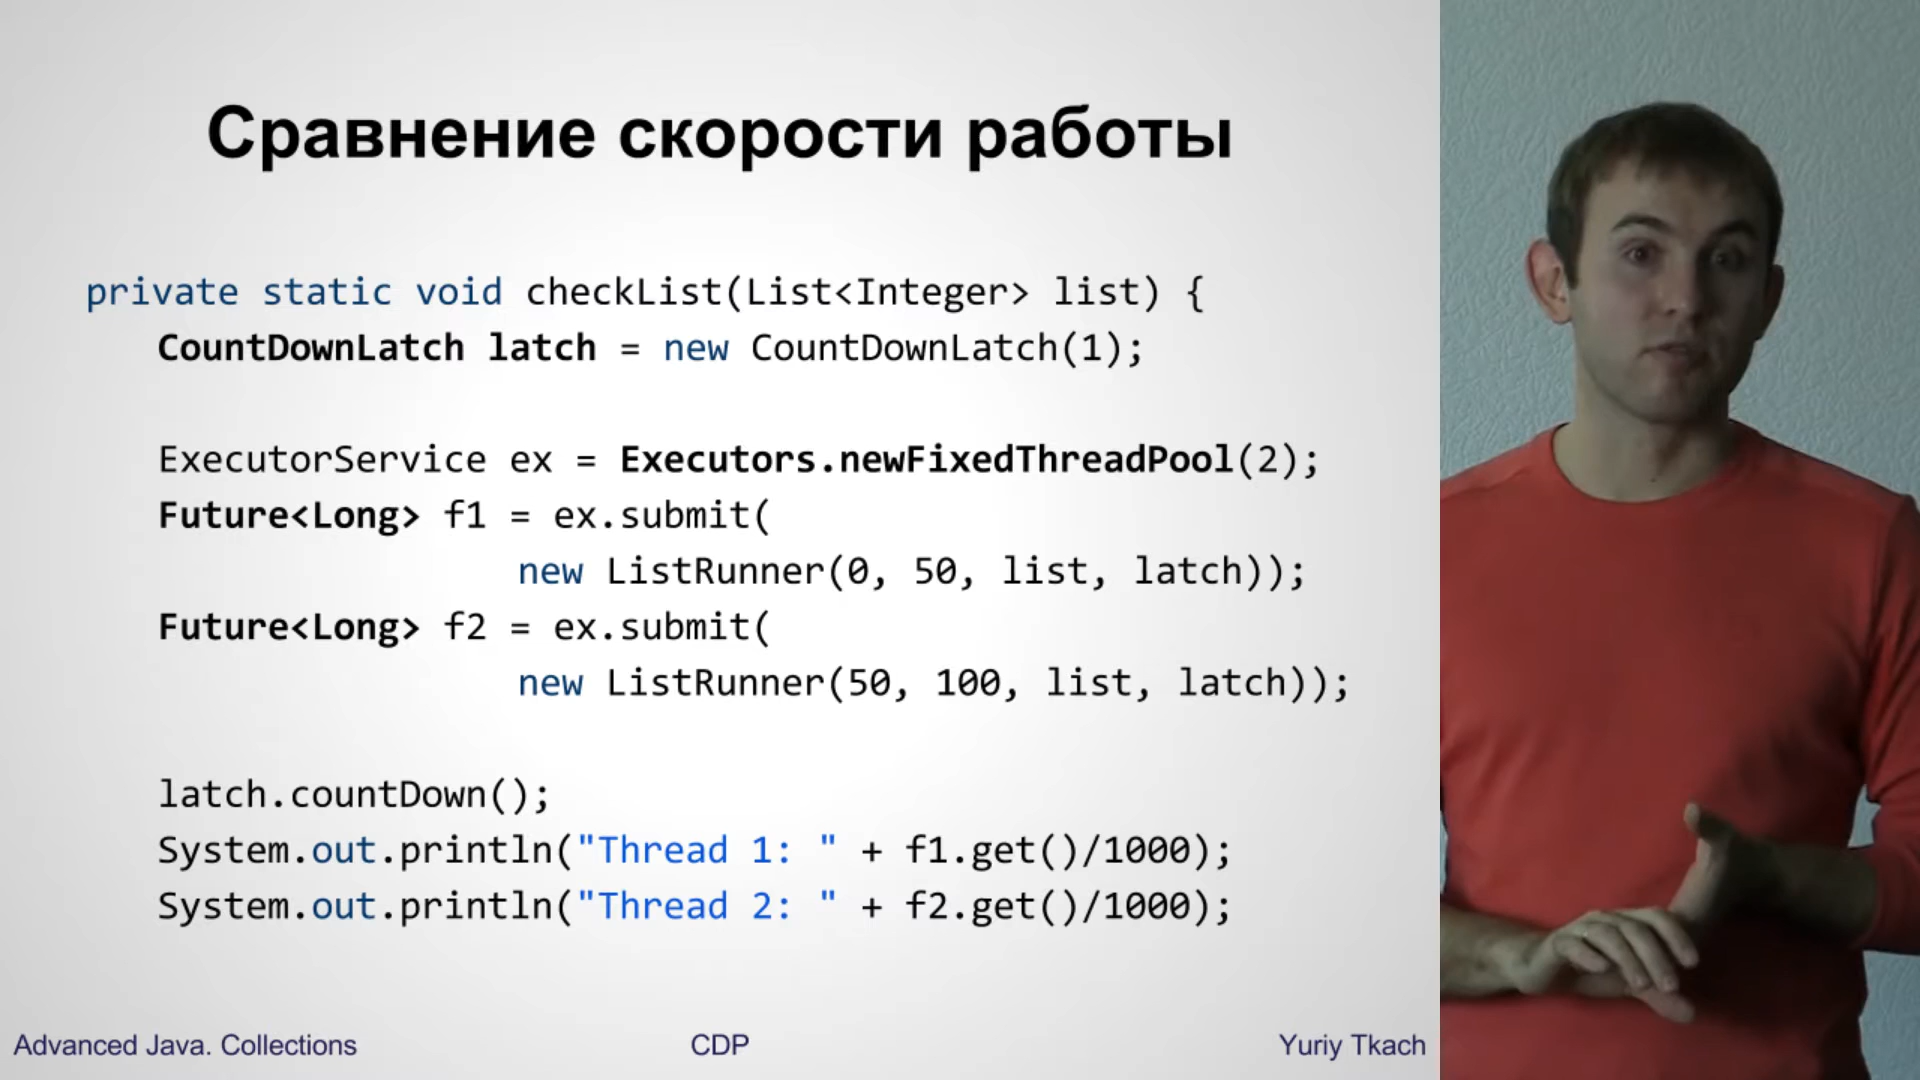 Сравнение скорости работы
private static void checkList(List<Integer> list) {
CountDownLatch latch = new CountDownLatch(1);
ExecutorService ex = Executors.newFixedThreadPool(2);
Future<Long> f1 = ex.submit(
new ListRunner(0, 50, list, latch));
Future<Long> f2 = ex.submit(
new ListRunner(50, 100, list, latch));
latch.countDown();
System.out.println("Thread 1: " + f1.get()/1000);
System.out.println("Thread 2: " + f2.get()/1000);
Advanced Java. Collections CDP Yuriy Tkach